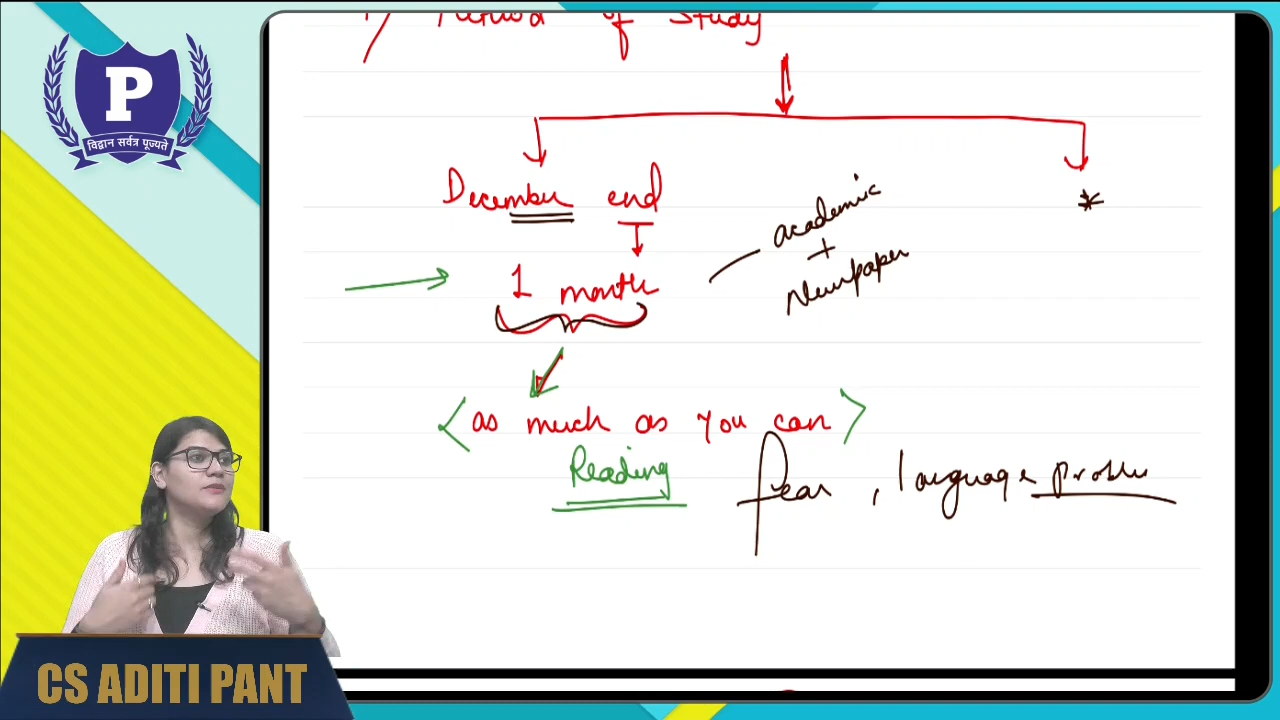 P
विद्वान सर्वत्र पूज्यते
of Study
December end
*
academic
+
Newspaper
1 month
<as much as you can>
Reading
fear, language problem
CS ADITI PANT